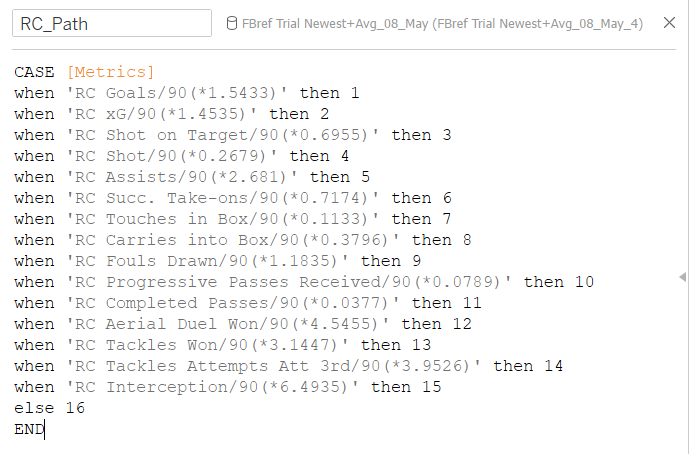 RC_Path
FBref Trial Newest+Avg_08_May (FBref Trial Newest+Avg_08_May_4)
CASE [Metrics]
when 'RC Goals/90(*1.5433)' then 1
when 'RC xG/90(*1.4535)' then 2
when 'RC Shot on Target/90(*0.6955)' then 3
when 'RC Shot/90(*0.2679)' then 4
when 'RC Assists/90(*2.681)' then 5
when 'RC Succ. Take-ons/90(*0.7174)' then 6
when 'RC Touches in Box/90(*0.1133)' then 7
when 'RC Carries into Box/90(*0.3796)' then 8
when 'RC Fouls Drawn/90(*1.1835)' then 9
when 'RC Progressive Passes Received/90(*0.0789)' then 10
when 'RC Completed Passes/90(*0.0377)' then 11
when 'RC Aerial Duel Won/90(*4.5455)' then 12
when 'RC Tackles Won/90(*3.1447)' then 13
when 'RC Tackles Attempts Att 3rd/90(*3.9526)' then 14
when 'RC Interception/90(*6.4935)' then 15
else 16
END